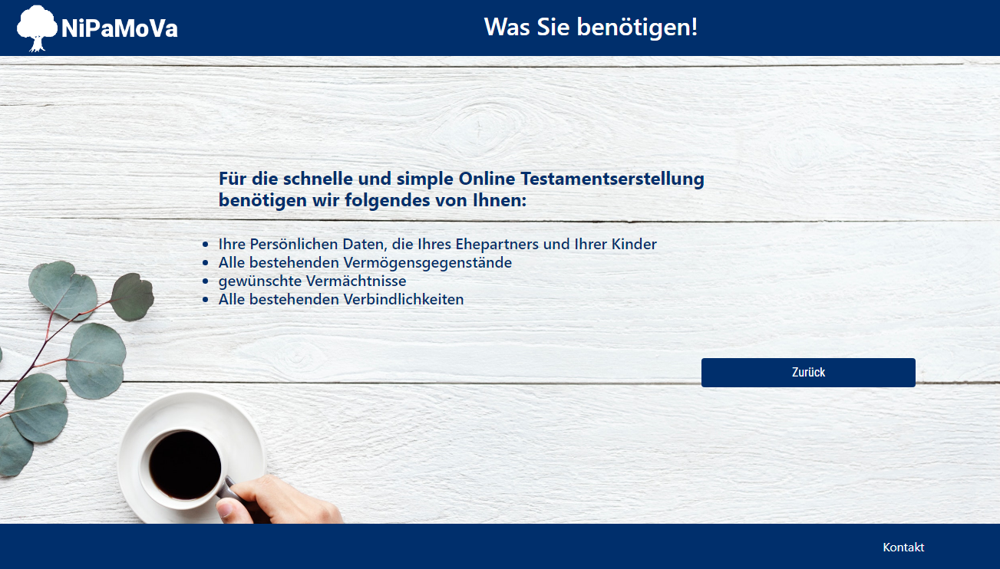 NiPaMoVa
Was Sie benötigen!
Für die schnelle und simple Online Testamentserstellung
benötigen wir folgendes von Ihnen:
Ihre Persönlichen Daten, die Ihres Ehepartners und Ihrer Kinder
Alle bestehenden Vermögensgegenstände
gewünschte Vermächtnisse
Alle bestehenden Verbindlichkeiten
Zurück
Kontakt